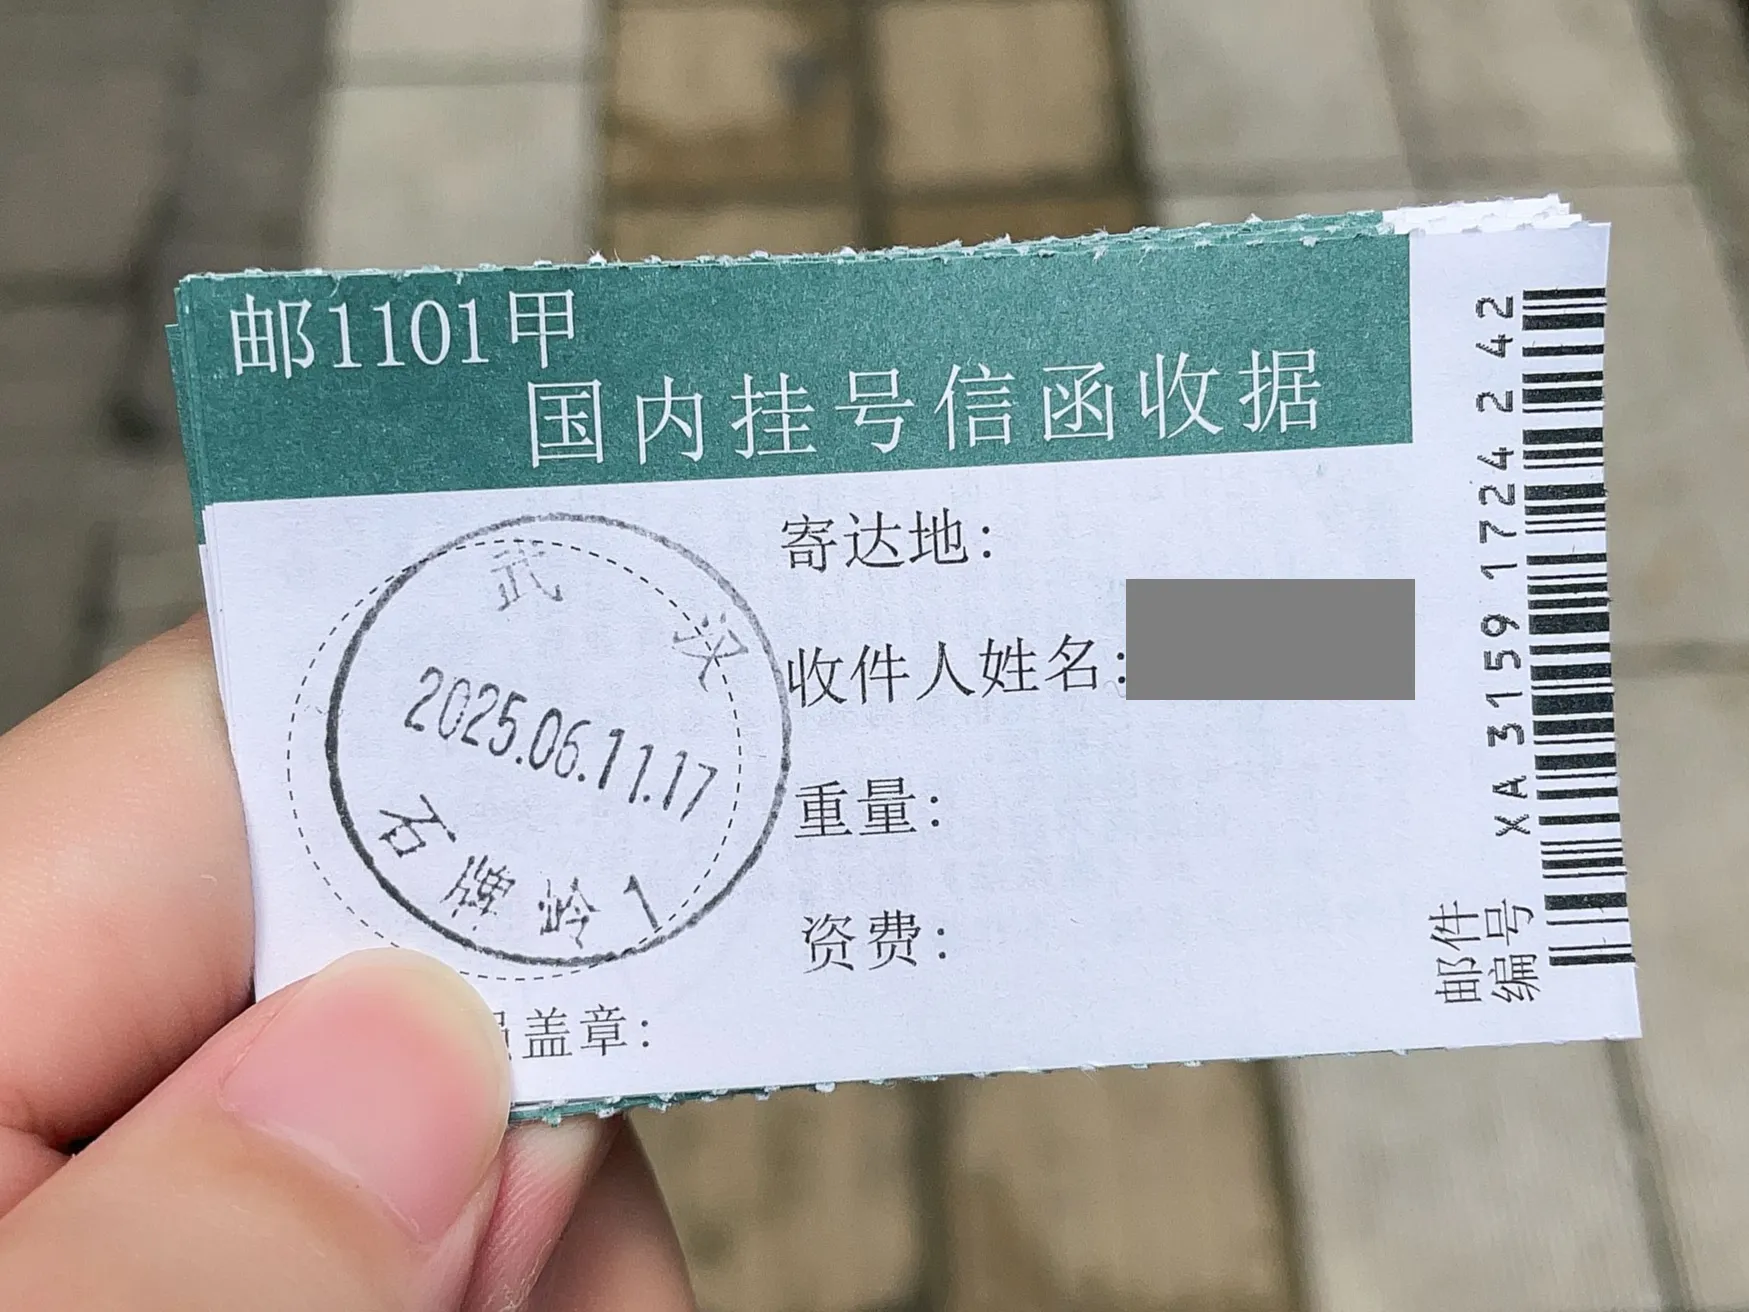 邮1101甲
国内挂号信函收据
武汉
2025.06.11.17
石牌岭1
寄达地：
收件人姓名：
重量：
资费：
盖章：
邮件
编号
XA 3159 1724 2 42